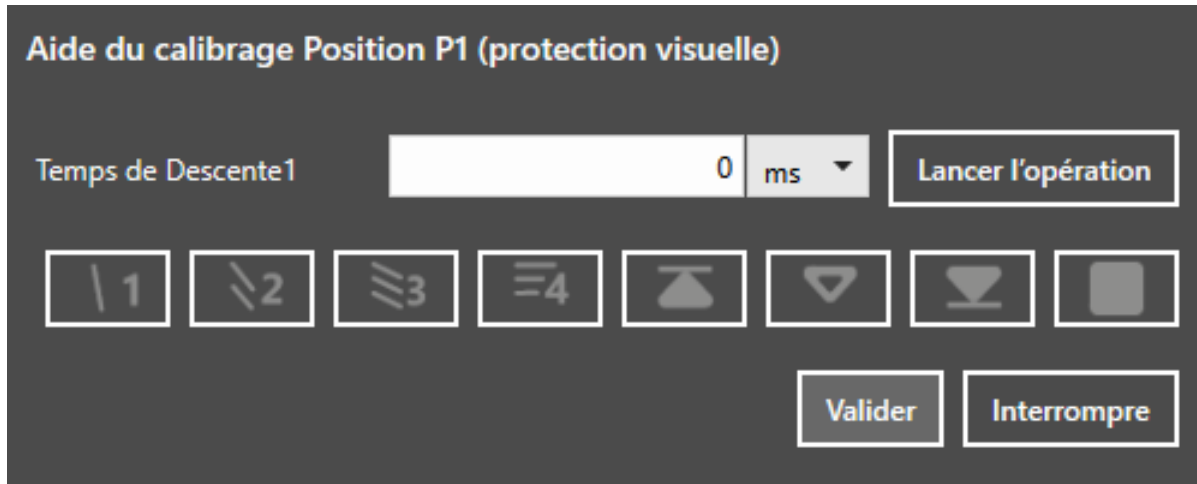 Aide du calibrage Position P1 (protection visuelle)
Temps de Descente1 0 ms Lancer l’opération
1 2 3 4
Valider Interrompre